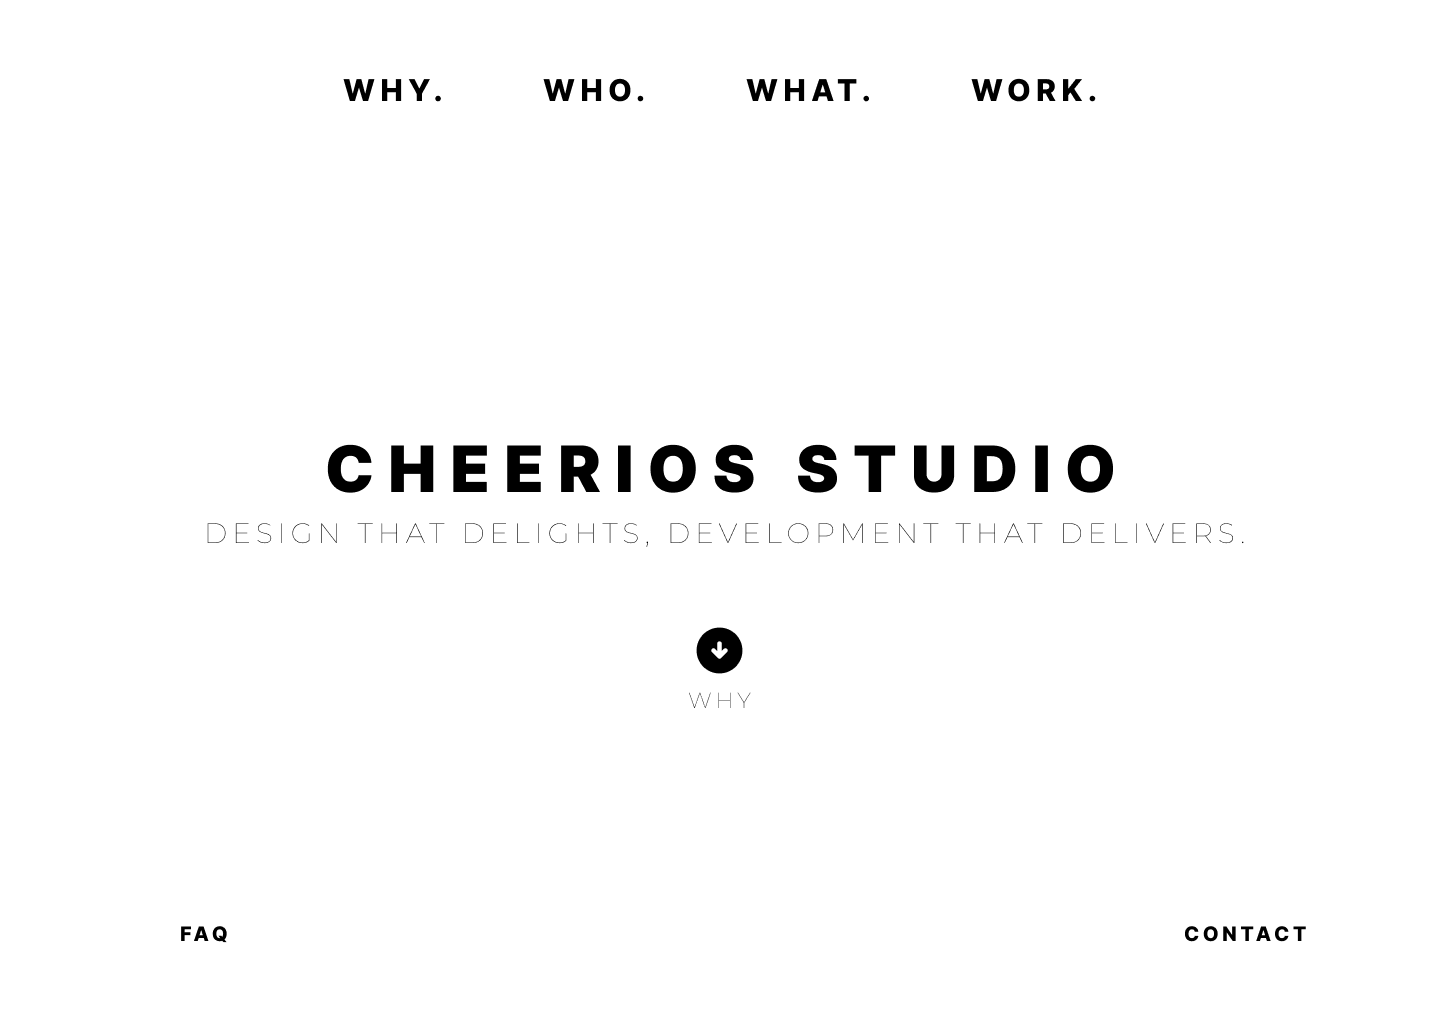 WHY. WHO. WHAT. WORK.
CHEERIOS STUDIO
DESIGN THAT DELIGHTS, DEVELOPMENT THAT DELIVERS.
WHY
FAQ CONTACT